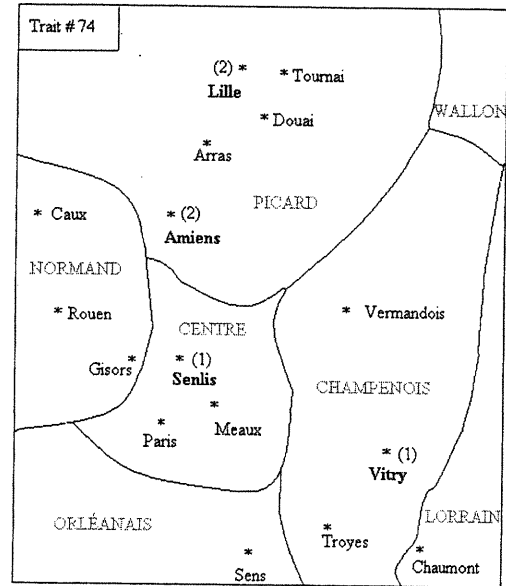 Trait # 74
(2) * * Tournai
Lille
WALLON
* Douai
*
Arras
PICARD
* Caux
* (2)
Amiens
NORMAND
* Rouen
* Vermandois
CENTRE
Gisors *
* (1)
Senlis
CHAMPENOIS
*
Paris
*
Meaux
* (1)
Vitry
ORLÉANAIS
LORRAIN
*
Troyes
*
Sens
*
Chaumont